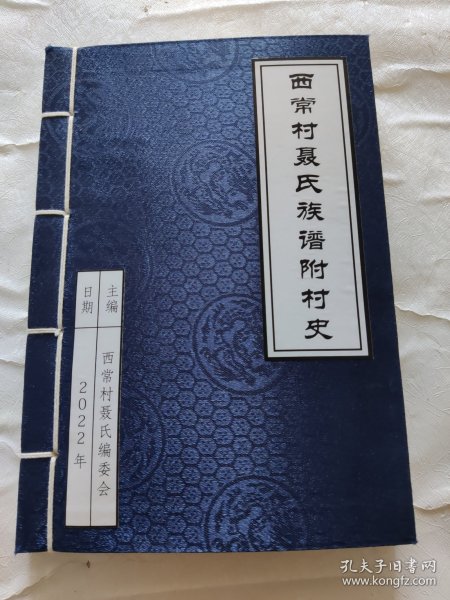 西常村聂氏族谱附村史
主编 西常村聂氏编委会
日期 2022年
孔夫子旧书网
www.kongfz.com